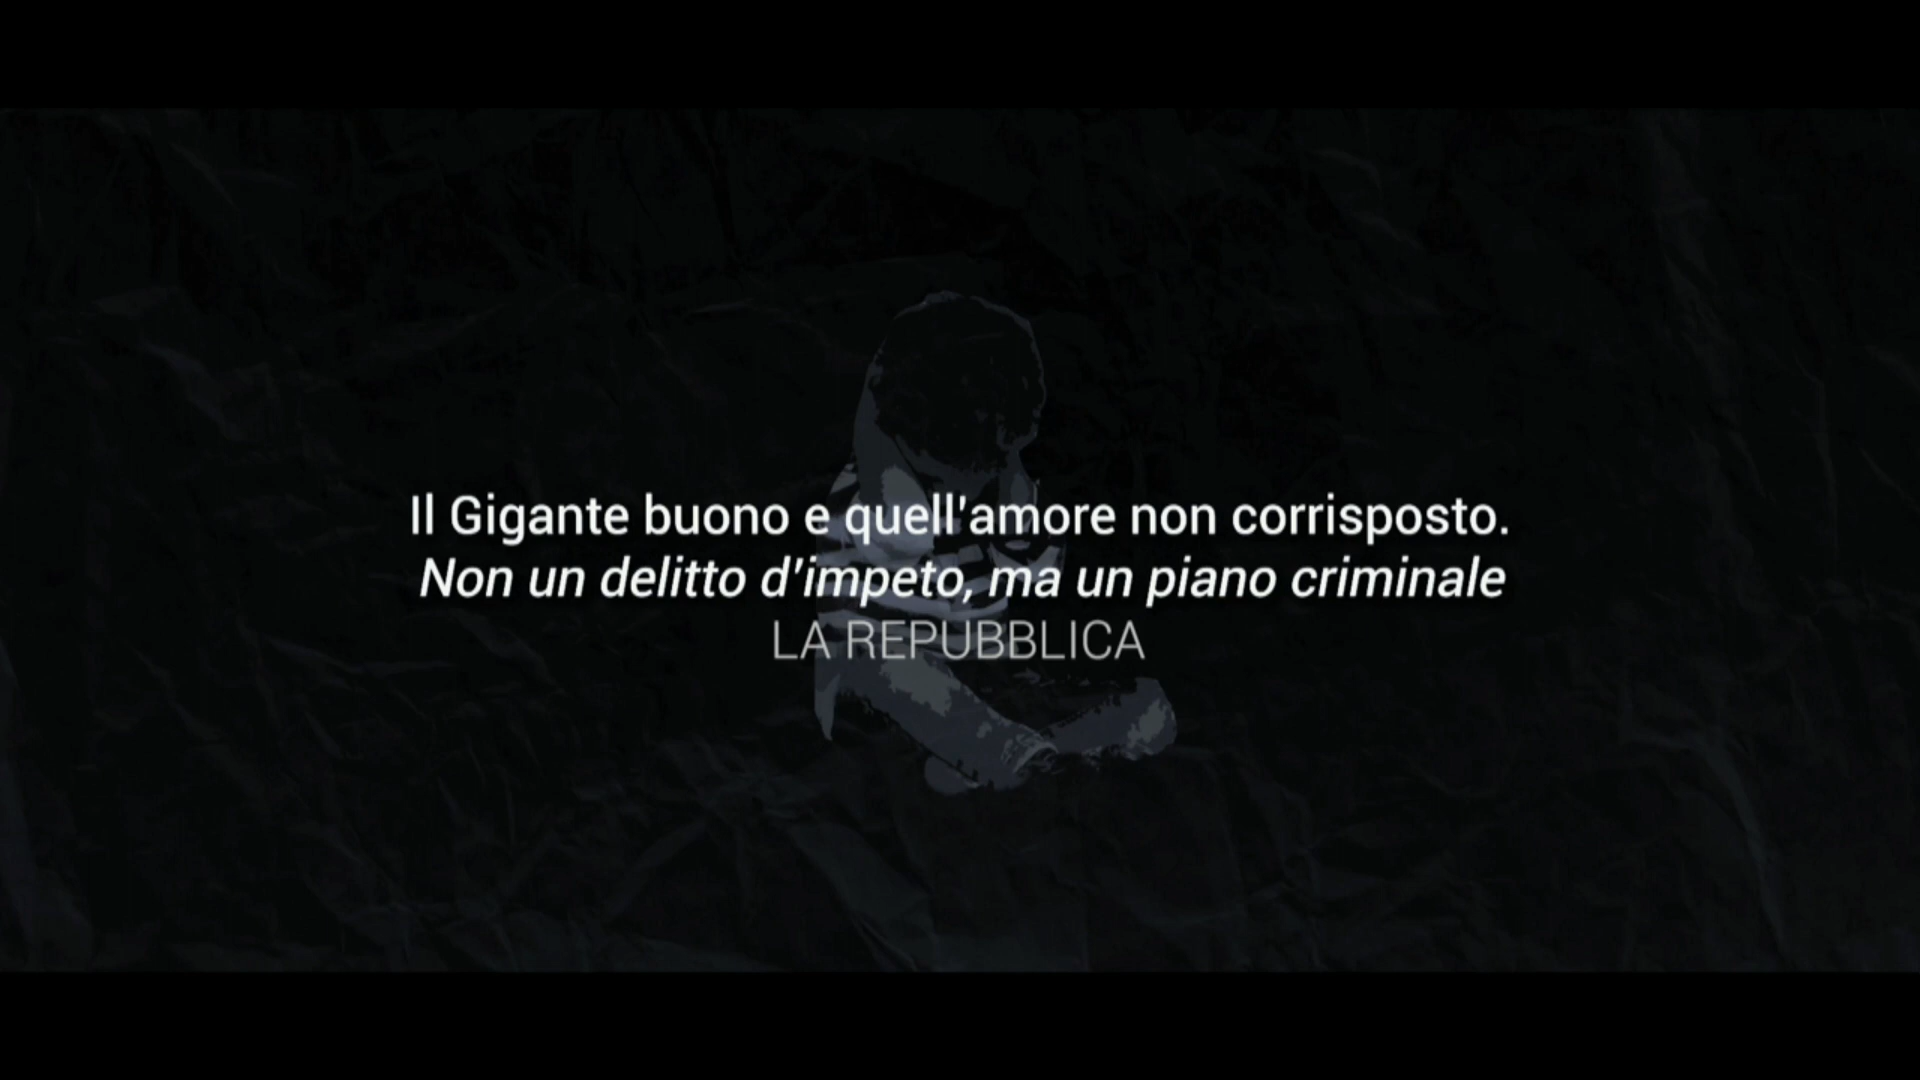 Il Gigante buono e quell'amore non corrisposto.
Non un delitto d'impeto, ma un piano criminale
LA REPUBBLICA